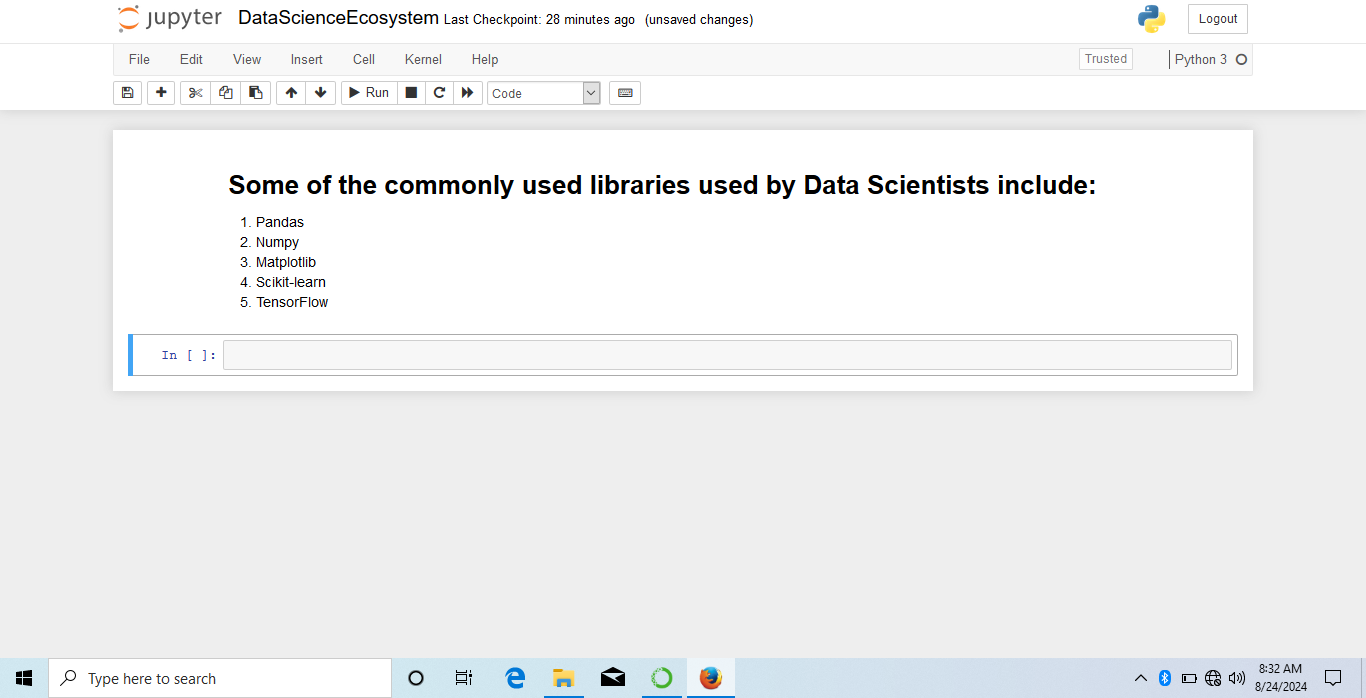 jupyter DataScienceEcosystem Last Checkpoint: 28 minutes ago (unsaved changes) Logout
File Edit View Insert Cell Kernel Help Trusted Python 3
Run Code
Some of the commonly used libraries used by Data Scientists include:
1. Pandas
2. Numpy
3. Matplotlib
4. Scikit-learn
5. TensorFlow
In [ ]:
Type here to search
8:32 AM
8/24/2024